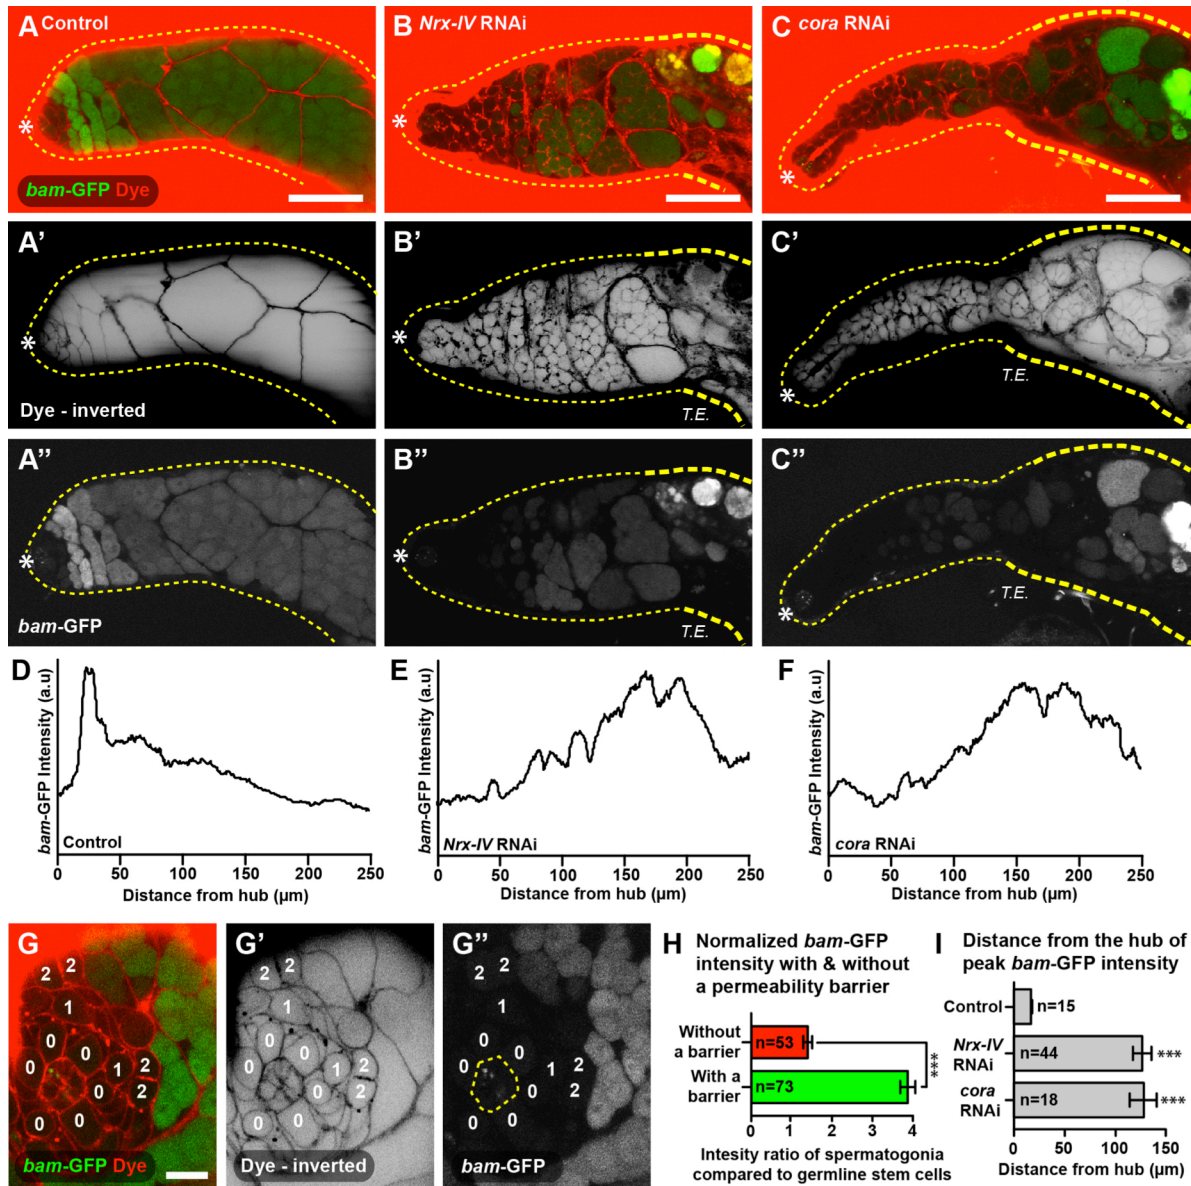 A Control
B Nrx-IV RNAi
C cora RNAi
*
*
*
bam-GFP Dye
A'
B'
C'
*
*
*
Dye - inverted
T.E.
T.E.
A''
B''
C''
*
*
*
bam-GFP
T.E.
T.E.
D
bam-GFP Intensity (a.u)
Control
0 50 100 150 200 250
Distance from hub (µm)
E
bam-GFP Intensity (a.u)
Nrx-IV RNAi
0 50 100 150 200 250
Distance from hub (µm)
F
bam-GFP Intensity (a.u)
cora RNAi
0 50 100 150 200 250
Distance from hub (µm)
G
2 2
1
0 0
0 0 1 2
0 2
0 0
bam-GFP Dye
G'
2 2
1
0 0
0 0 1 2
0 2
0 0
Dye - inverted
G''
2 2
1
0 0
0 1 2
0 2
0 0
bam-GFP
H Normalized bam-GFP
intensity with & without
a permeability barrier
Without
a barrier
n=53
With a
barrier
n=73
***
0 1 2 3 4
Intesity ratio of spermatogonia
compared to germline stem cells
I Distance from the hub of
peak bam-GFP intensity
Control
n=15
Nrx-IV
RNAi
n=44
***
cora
RNAi
n=18
***
0 50 100 150
Distance from hub (µm)